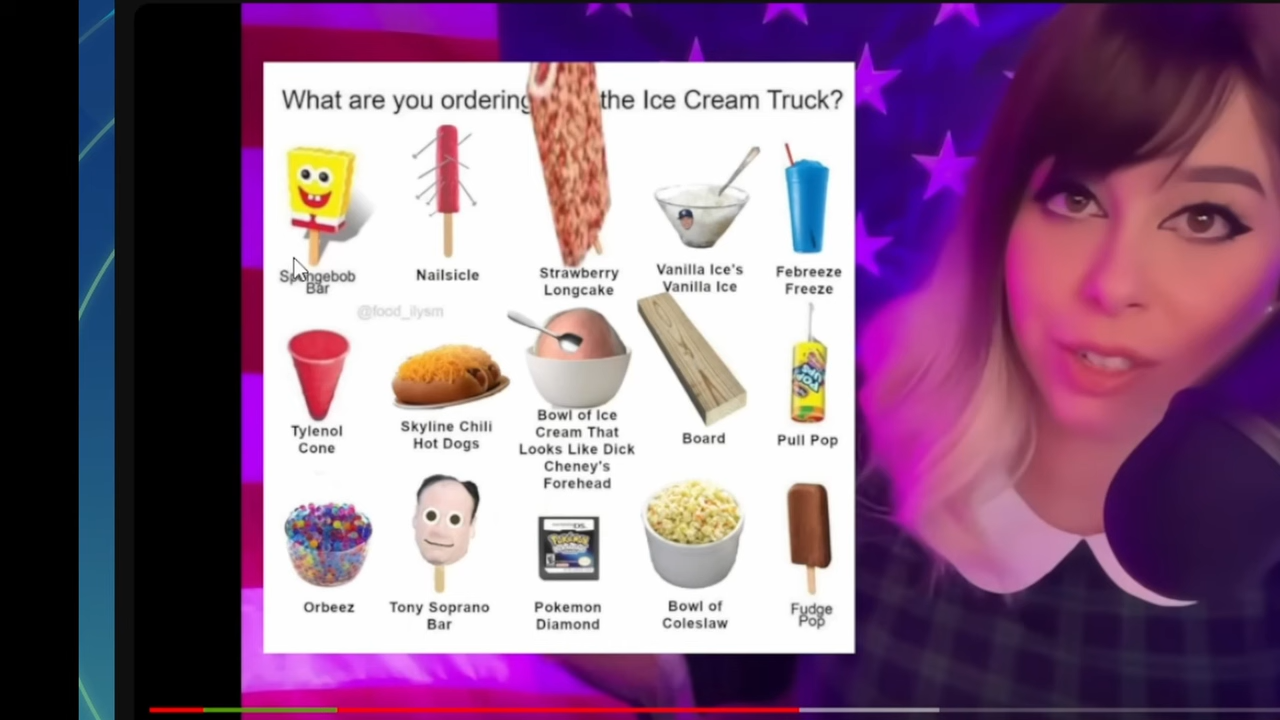 What are you ordering the Ice Cream Truck?
Spongebob
Bar
Nailsicle
Strawberry
Longcake
Vanilla Ice's
Vanilla Ice
Febreeze
Freeze
@food_ilysm
Tylenol
Cone
Skyline Chili
Hot Dogs
Bowl of Ice
Cream That
Looks Like Dick
Cheney's
Forehead
Board
Pull Pop
Orbeez
Tony Soprano
Bar
Pokemon
Diamond
Bowl of
Coleslaw
Fudge
Pop